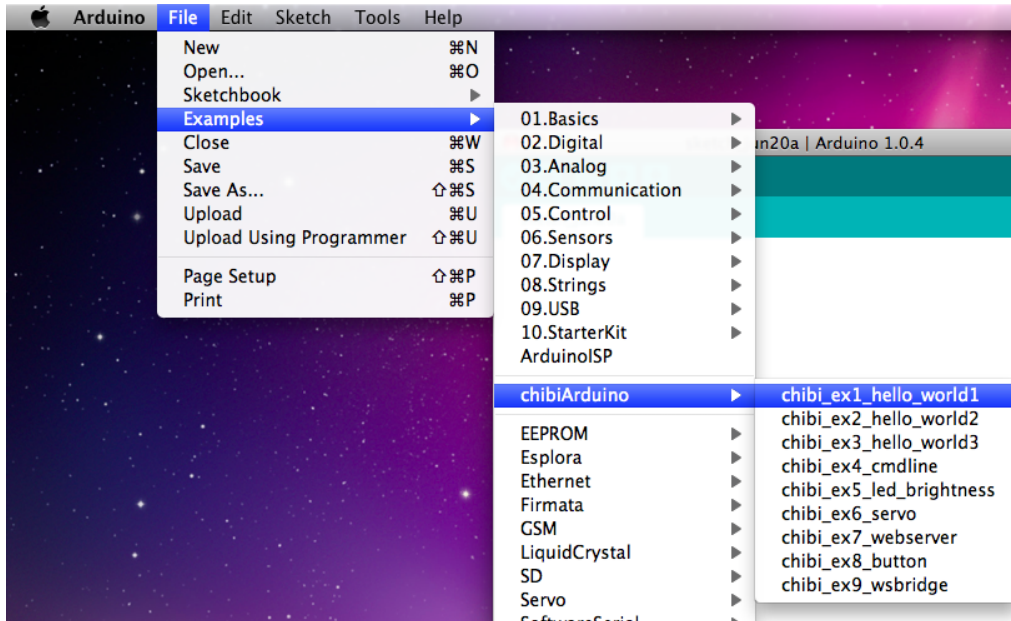 Arduino File Edit Sketch Tools Help
New ⌘N
Open... ⌘O
Sketchbook
Examples
Close ⌘W
Save ⌘S
Save As... ⇧⌘S
Upload ⌘U
Upload Using Programmer ⇧⌘U
Page Setup ⇧⌘P
Print ⌘P
01.Basics
02.Digital
03.Analog
04.Communication
05.Control
06.Sensors
07.Display
08.Strings
09.USB
10.StarterKit
ArduinoISP
chibiArduino
EEPROM
Esplora
Ethernet
Firmata
GSM
LiquidCrystal
SD
Servo
SoftwareSerial
un20a | Arduino 1.0.4
chibi_ex1_hello_world1
chibi_ex2_hello_world2
chibi_ex3_hello_world3
chibi_ex4_cmdline
chibi_ex5_led_brightness
chibi_ex6_servo
chibi_ex7_webserver
chibi_ex8_button
chibi_ex9_wsbridge